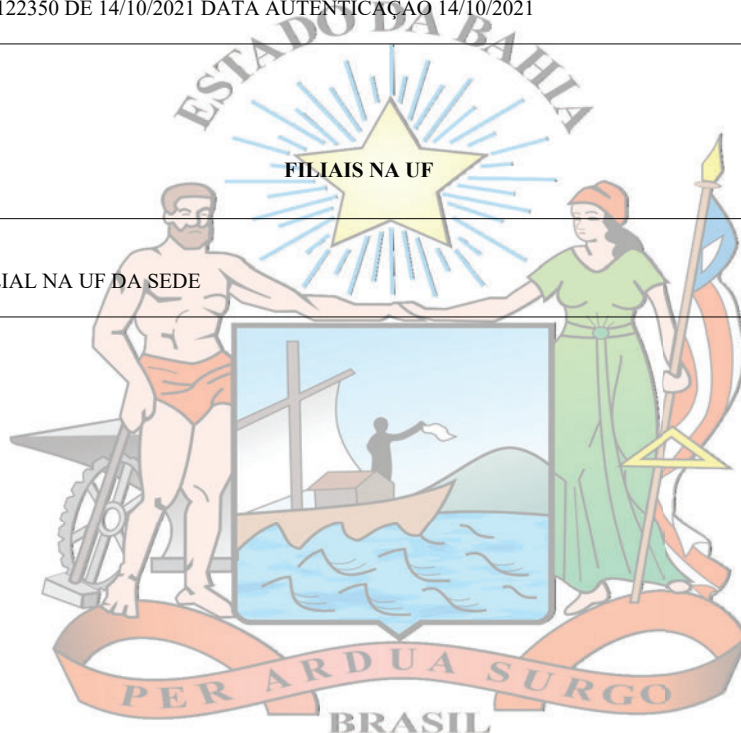 122350 DE 14/10/2021 DATA AUTENTICAÇÃO 14/10/2021
ESTADO DA BAHIA
FILIAIS NA UF
IAL NA UF DA SEDE
PER ARDUA SURGO
BRASIL